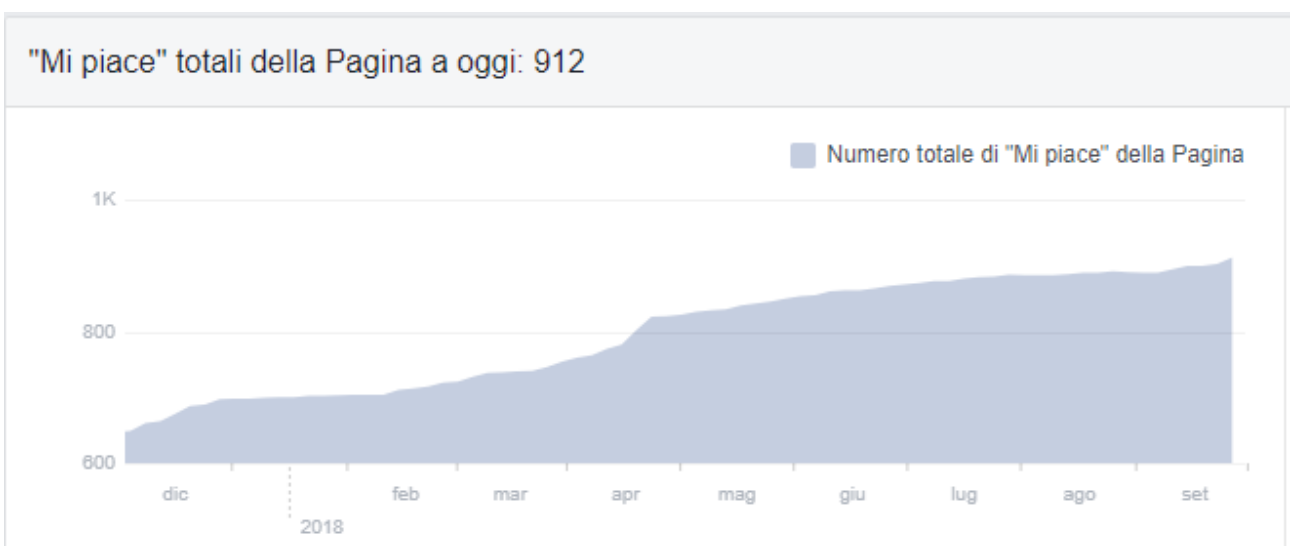 "Mi piace" totali della Pagina a oggi: 912
Numero totale di "Mi piace" della Pagina
1K
800
600
dic feb mar apr mag giu lug ago set
2018